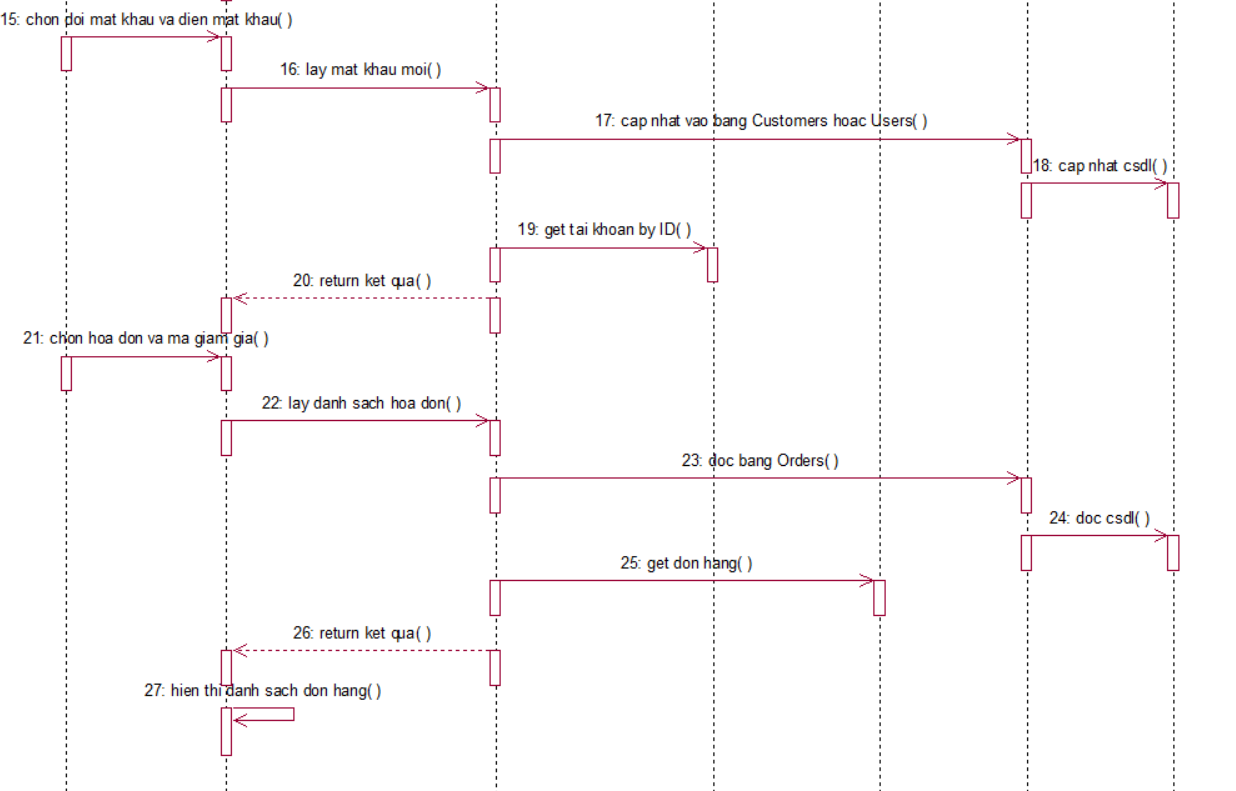 15: chon doi mat khau va dien mat khau( )
16: lay mat khau moi( )
17: cap nhat vao bang Customers hoac Users( )
18: cap nhat csdl( )
19: get tai khoan by ID( )
20: return ket qua( )
21: chon hoa don va ma giam gia( )
22: lay danh sach hoa don( )
23: doc bang Orders( )
24: doc csdl( )
25: get don hang( )
26: return ket qua( )
27: hien thi danh sach don hang( )